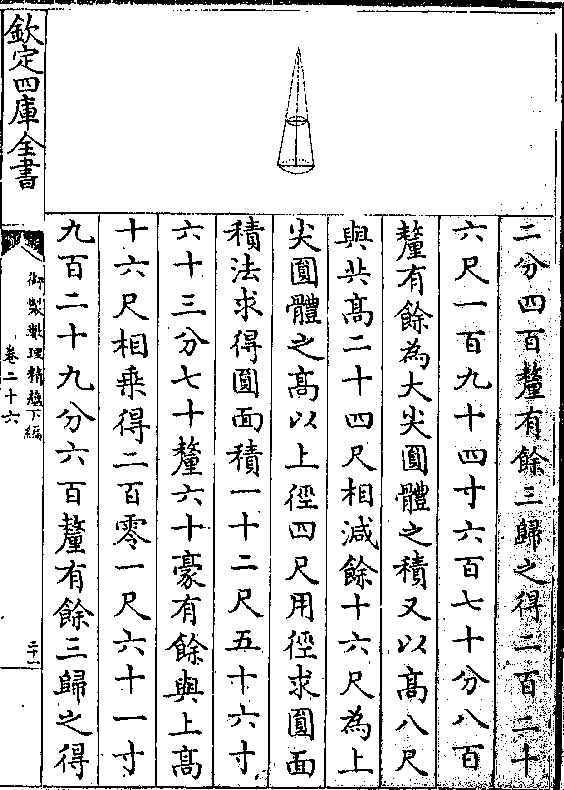 二分四百釐有餘三歸之得二百二十
六尺一百九十四寸六百七十分八百
釐有餘為大尖圓體之積又以高八尺
與共高二十四尺相減餘十六尺為上
尖圓體之高以上徑四尺用徑求圓面
積法求得圓面積一十二尺五十六寸
六十三分七十釐六十豪有餘與上高
十六尺相乗得二百零一尺六十一寸
九百二十九分六百釐有餘三歸之得
欽定四庫全書
御製數理精藴下編
卷二十六
二十一